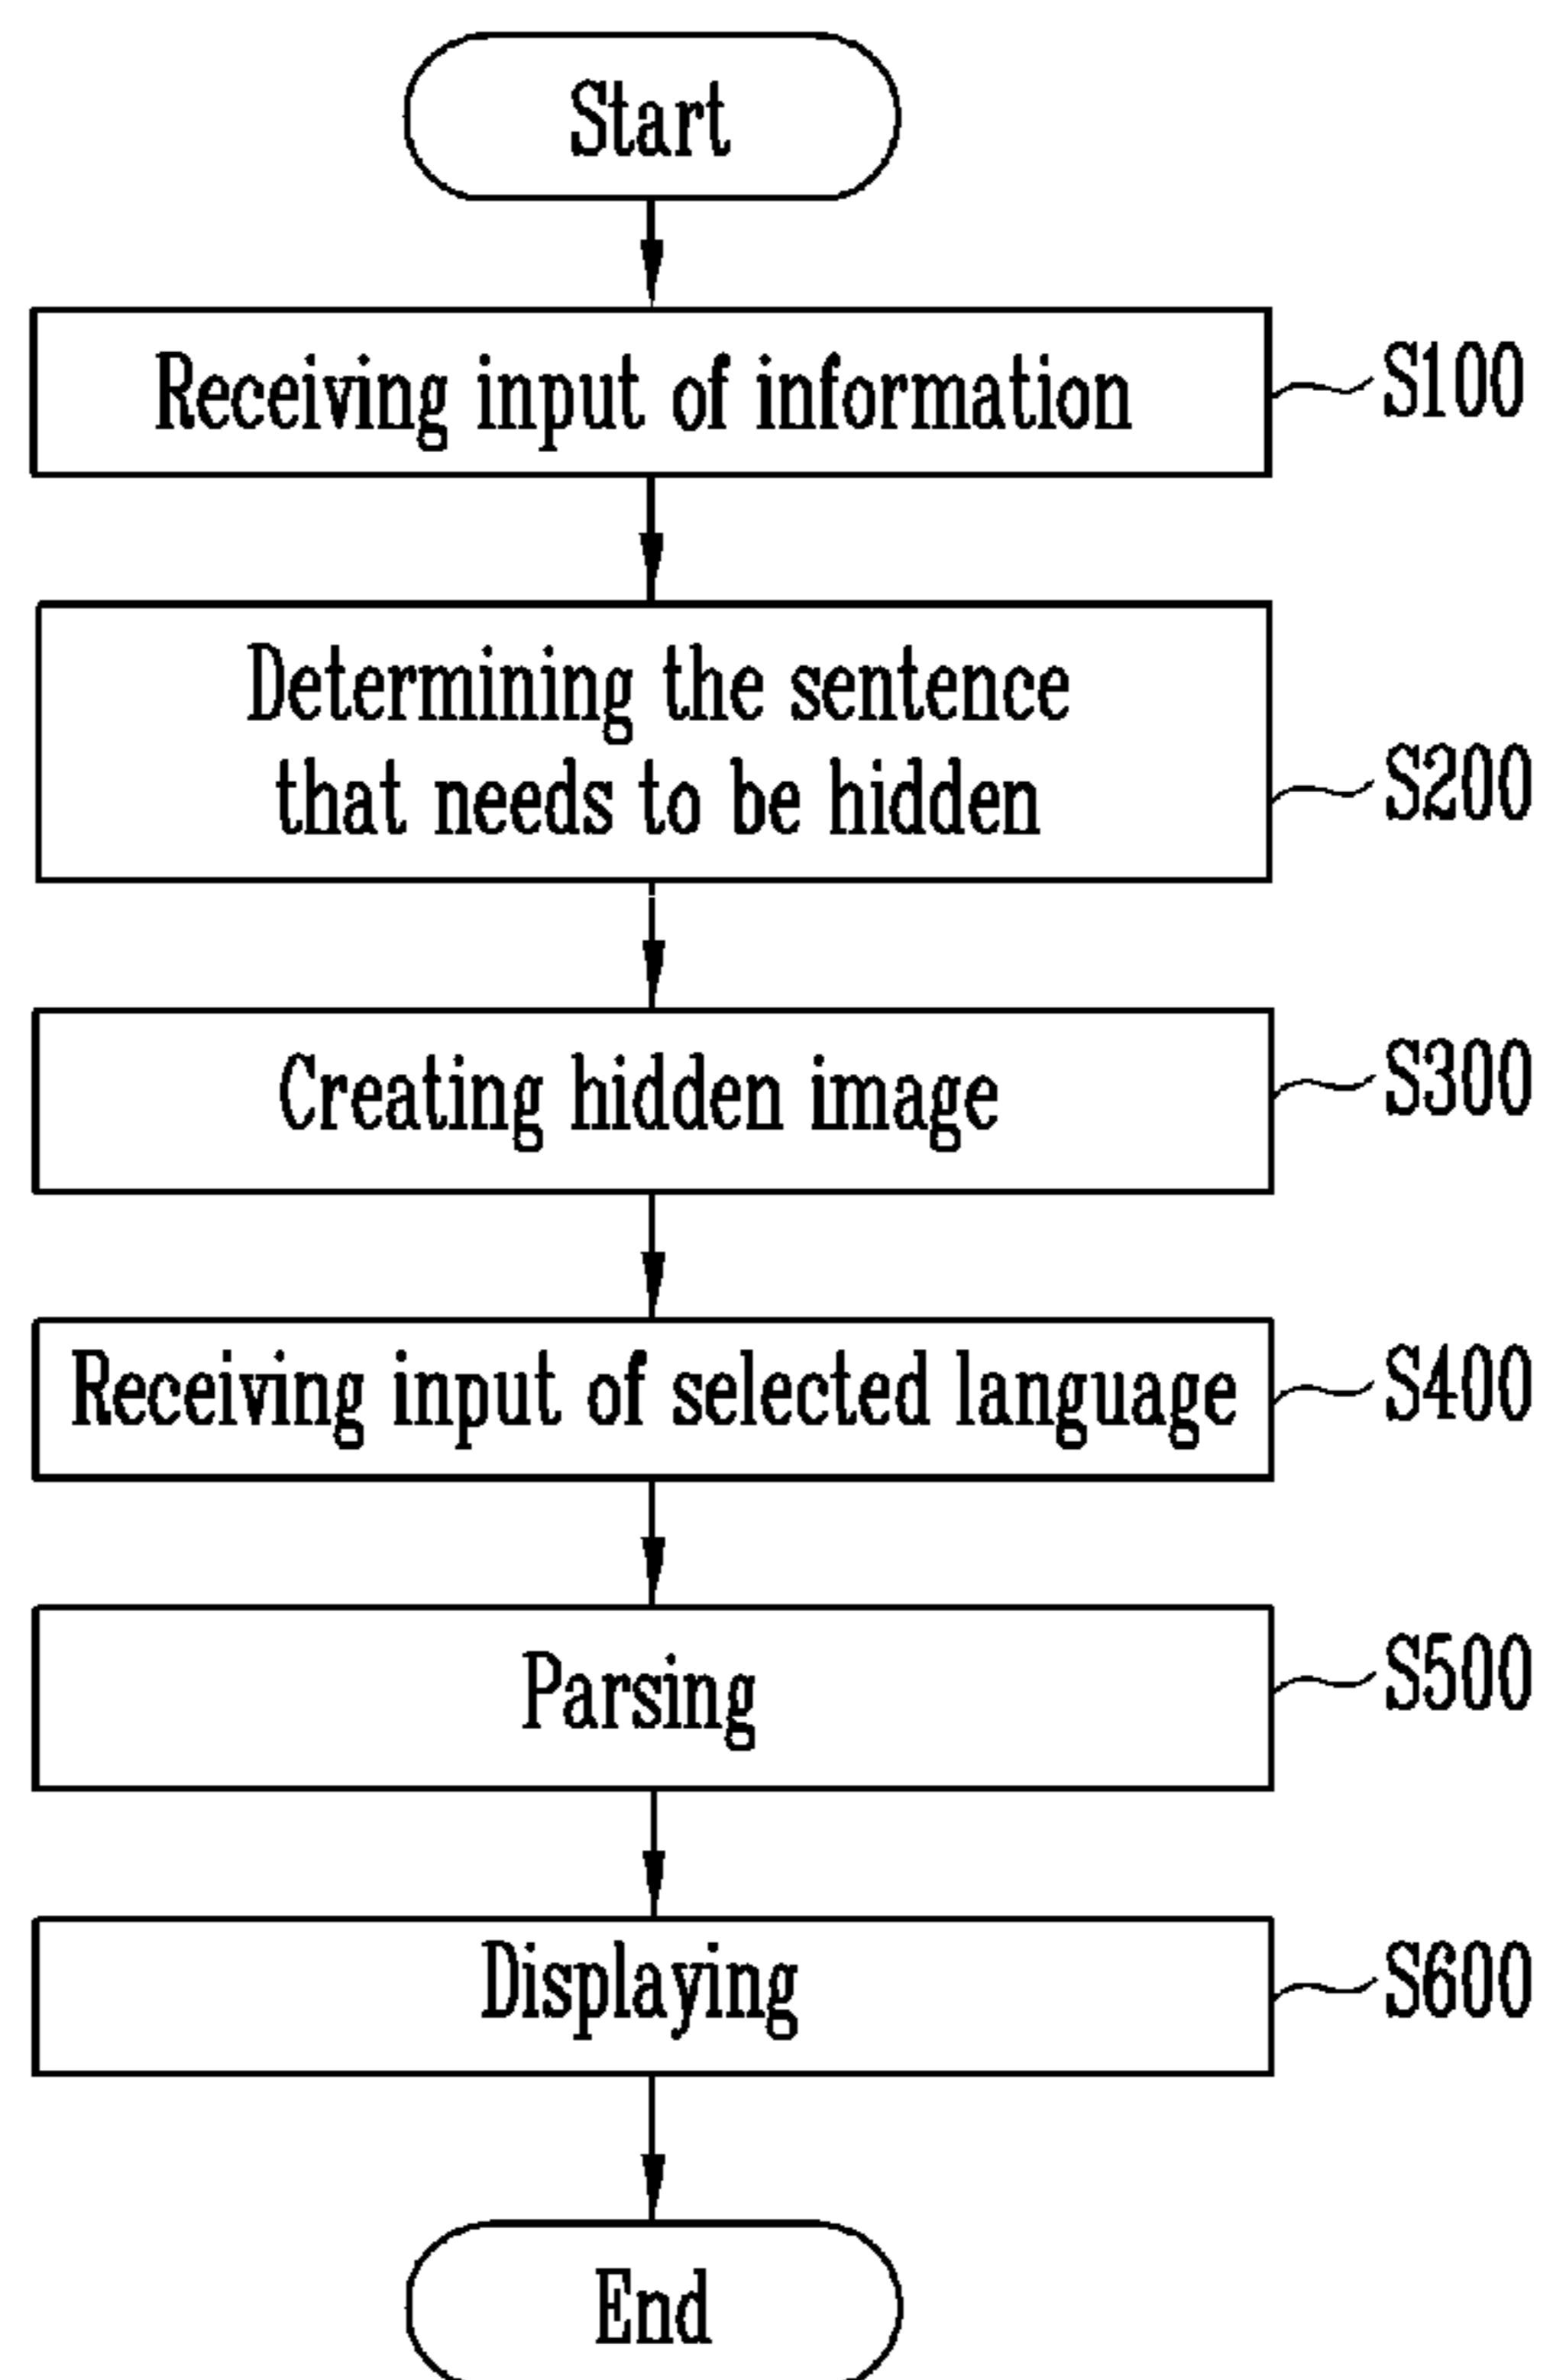 Start
Receiving input of information
S100
Determining the sentence
that needs to be hidden
S200
Creating hidden image
S300
Receiving input of selected language
S400
Parsing
S500
Displaying
S600
End